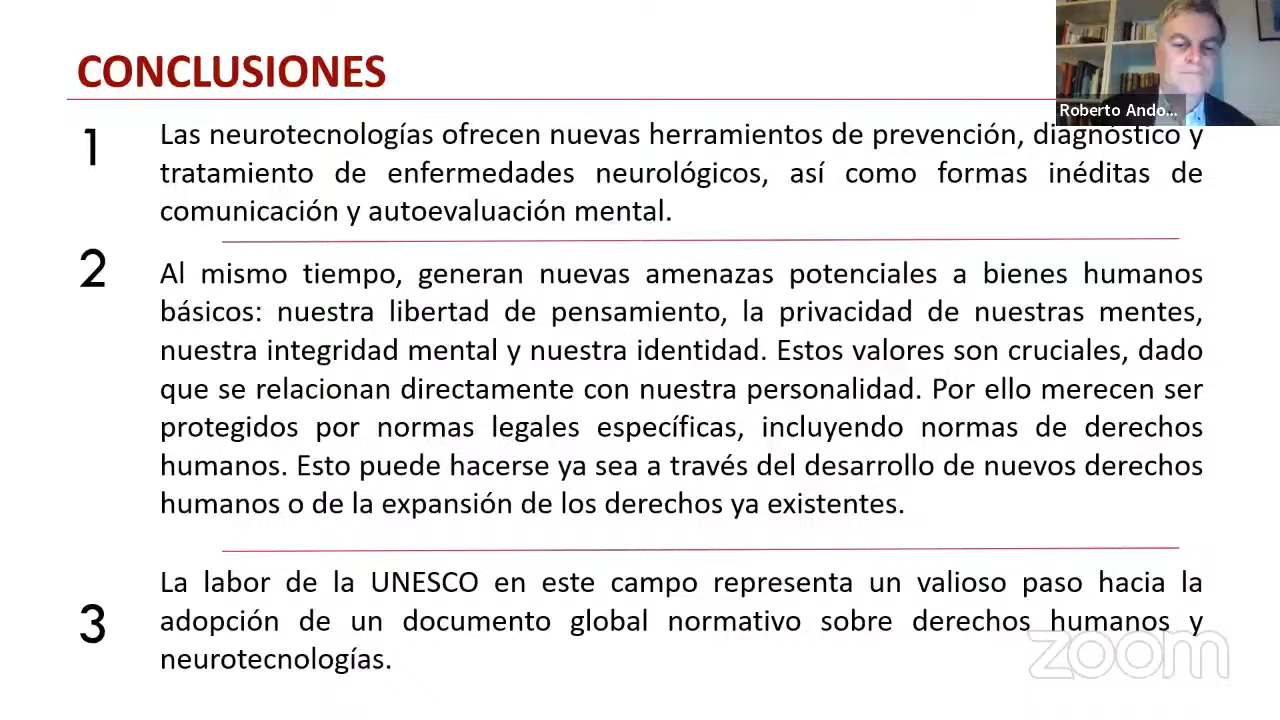 CONCLUSIONES
Roberto Ando...
1
Las neurotecnologías ofrecen nuevas herramientos de prevención, diagnóstico y
tratamiento de enfermedades neurológicos, así como formas inéditas de
comunicación y autoevaluación mental.
2
Al mismo tiempo, generan nuevas amenazas potenciales a bienes humanos
básicos: nuestra libertad de pensamiento, la privacidad de nuestras mentes,
nuestra integridad mental y nuestra identidad. Estos valores son cruciales, dado
que se relacionan directamente con nuestra personalidad. Por ello merecen ser
protegidos por normas legales específicas, incluyendo normas de derechos
humanos. Esto puede hacerse ya sea a través del desarrollo de nuevos derechos
humanos o de la expansión de los derechos ya existentes.
3
La labor de la UNESCO en este campo representa un valioso paso hacia la
adopción de un documento global normativo sobre derechos humanos y
neurotecnologías.
zoom